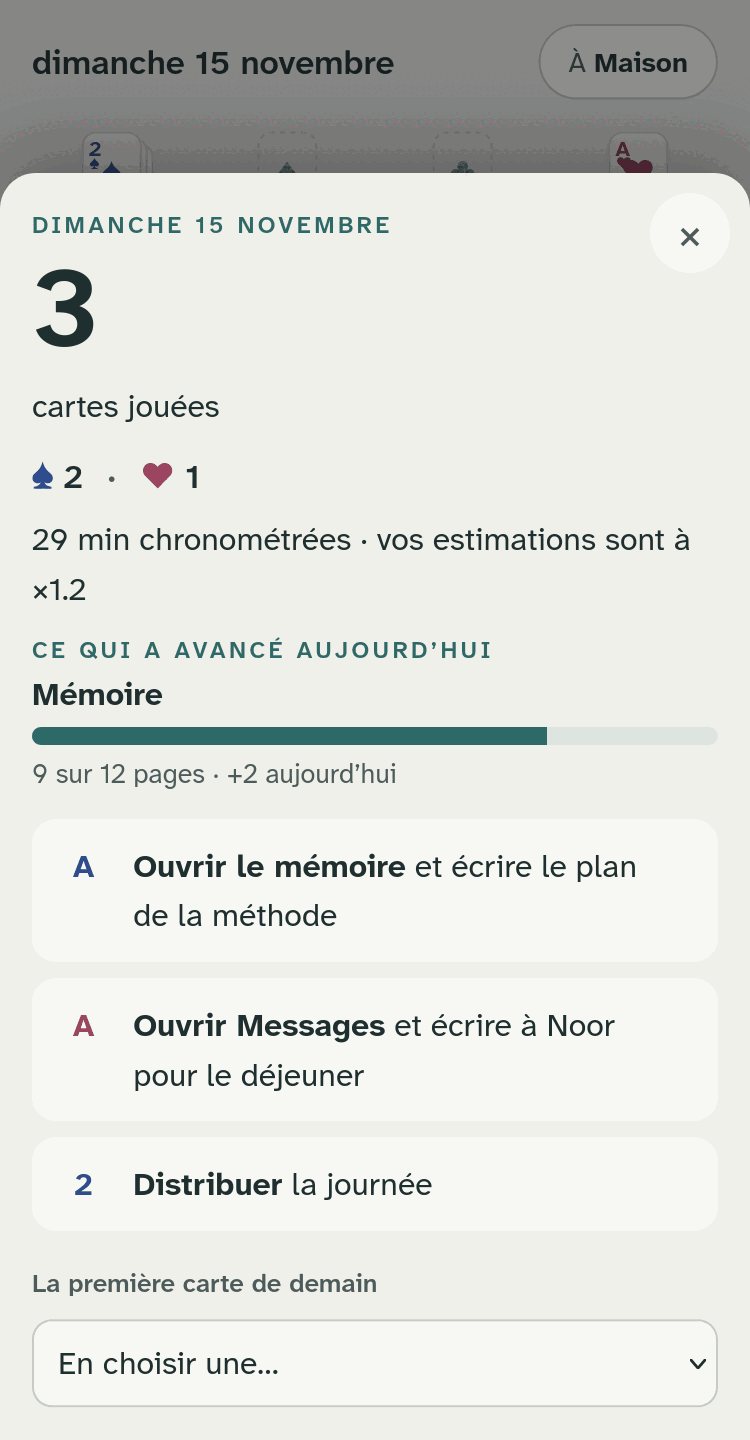 dimanche 15 novembre
À Maison
2
A
DIMANCHE 15 NOVEMBRE
×
3
cartes jouées
♠ 2 · ♥ 1
29 min chronométrées · vos estimations sont à
×1.2
CE QUI A AVANCÉ AUJOURD’HUI
Mémoire
9 sur 12 pages · +2 aujourd’hui
A Ouvrir le mémoire et écrire le plan
de la méthode
A Ouvrir Messages et écrire à Noor
pour le déjeuner
2 Distribuer la journée
La première carte de demain
En choisir une…